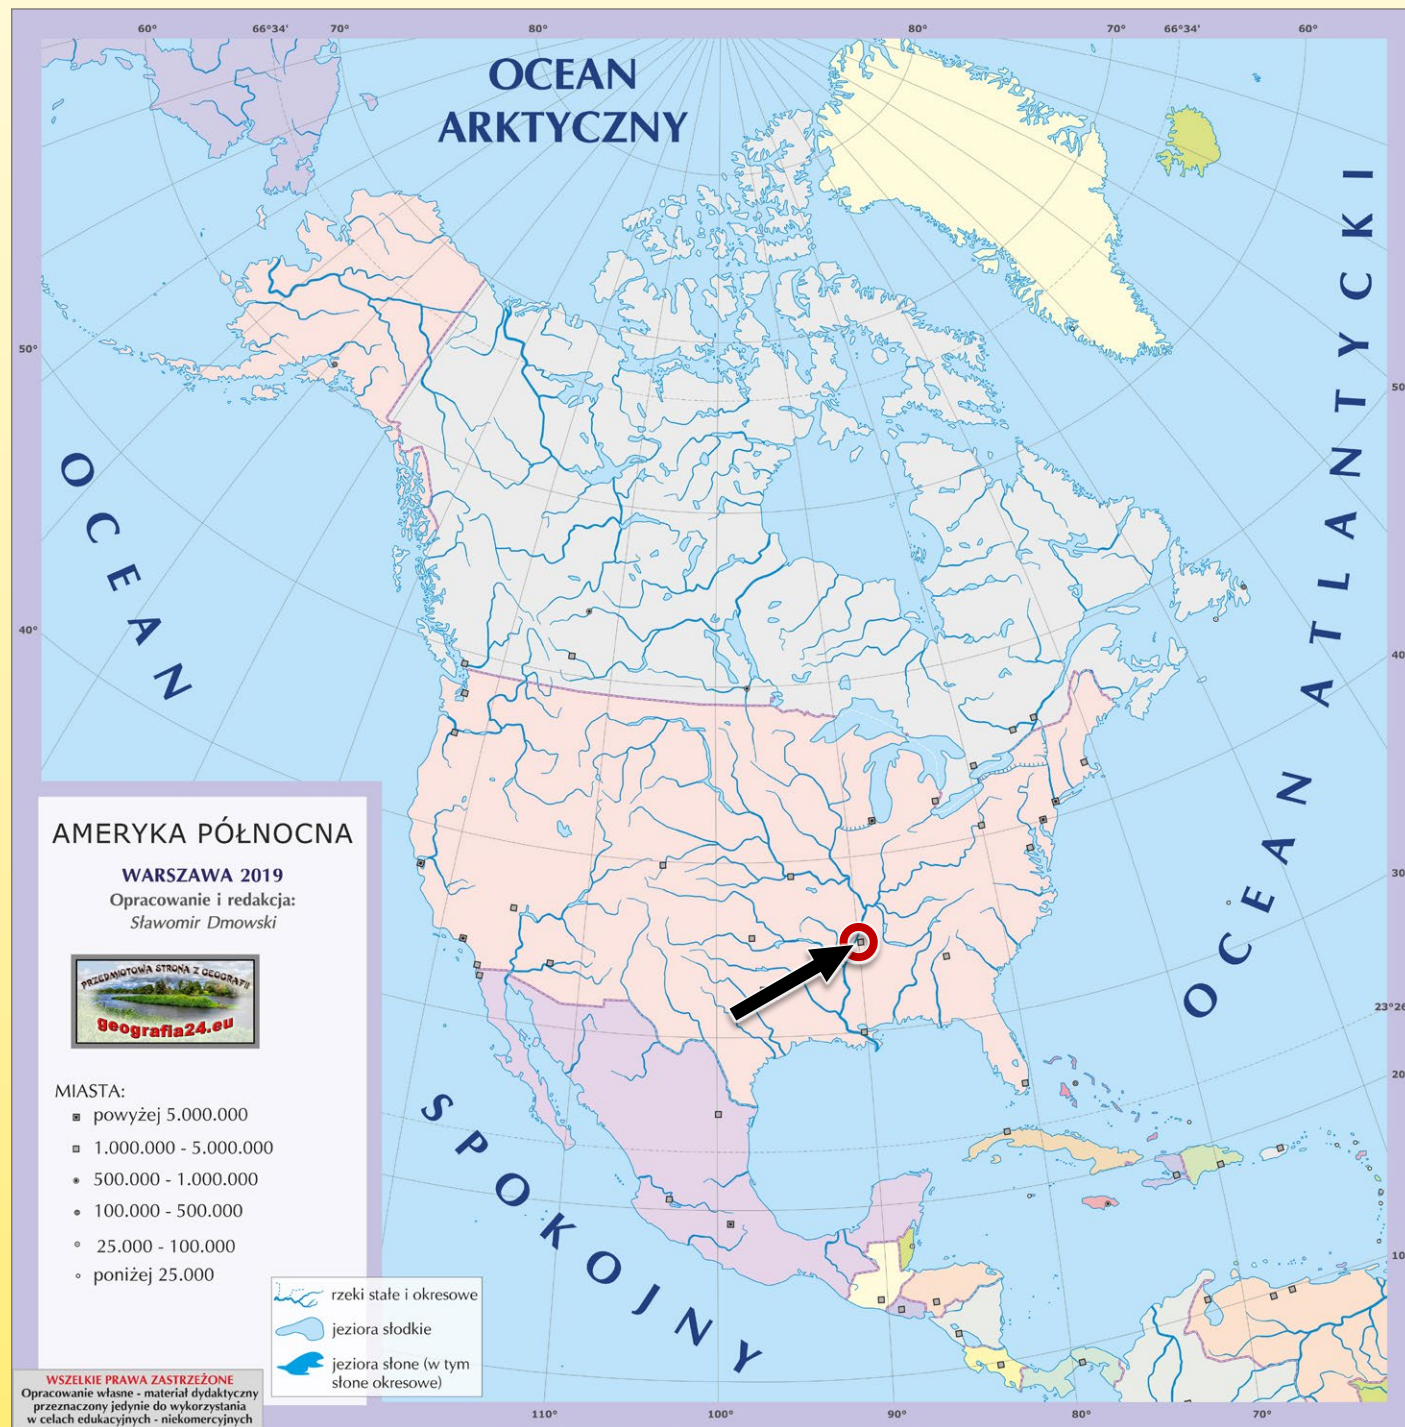 60° 66°34' 70° 80° 80° 70° 66°34' 60°
OCEAN
ARKTYCZNY
50°
40°
OCEAN
SPOKOJNY
OCEAN ATLANTYCKI
50
40
30
23°26
20
10
AMERYKA PÓŁNOCNA
WARSZAWA 2019
Opracowanie i redakcja:
Sławomir Dmowski
PRZEDMIOTOWA STRONA Z GEOGRAFII
geografia24.eu
MIASTA:
powyżej 5.000.000
1.000.000 - 5.000.000
500.000 - 1.000.000
100.000 - 500.000
25.000 - 100.000
poniżej 25.000
rzeki stałe i okresowe
jeziora słodkie
jeziora słone (w tym
słone okresowe)
WSZELKIE PRAWA ZASTRZEŻONE
Opracowanie własne - materiał dydaktyczny
przeznaczony jedynie do wykorzystania
w celach edukacyjnych - niekomercyjnych
110° 100° 90° 80° 70°